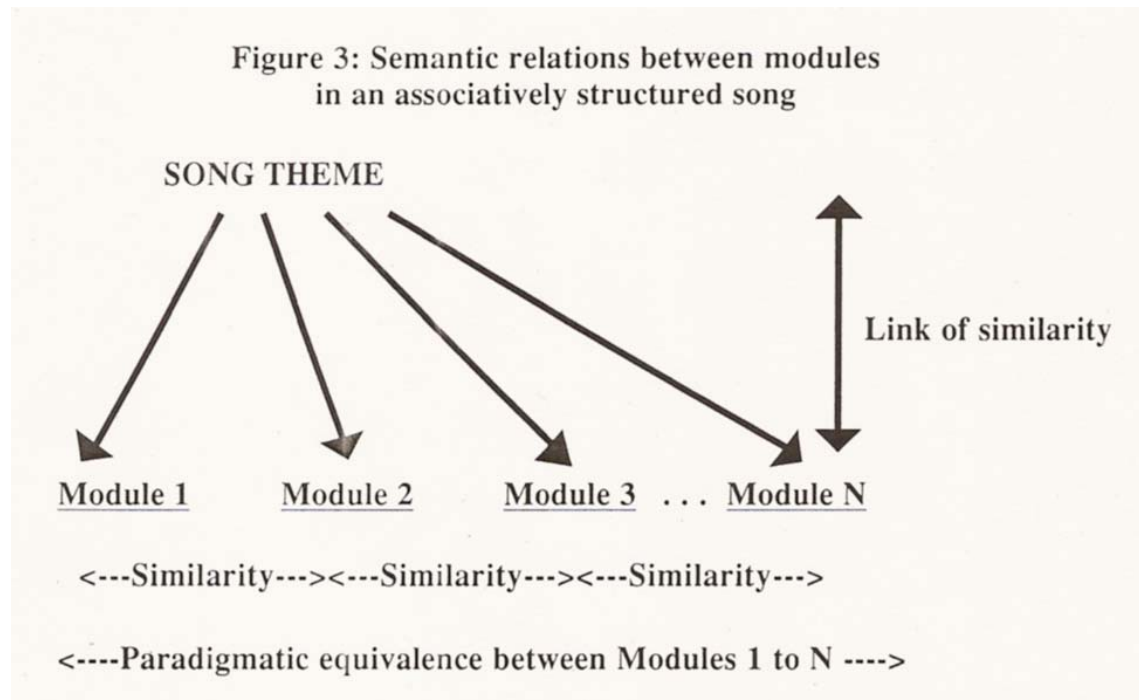 Figure 3: Semantic relations between modules
in an associatively structured song
SONG THEME
Link of similarity
Module 1 Module 2 Module 3 ... Module N
<---Similarity---><---Similarity---><---Similarity--->
<----Paradigmatic equivalence between Modules 1 to N ---->